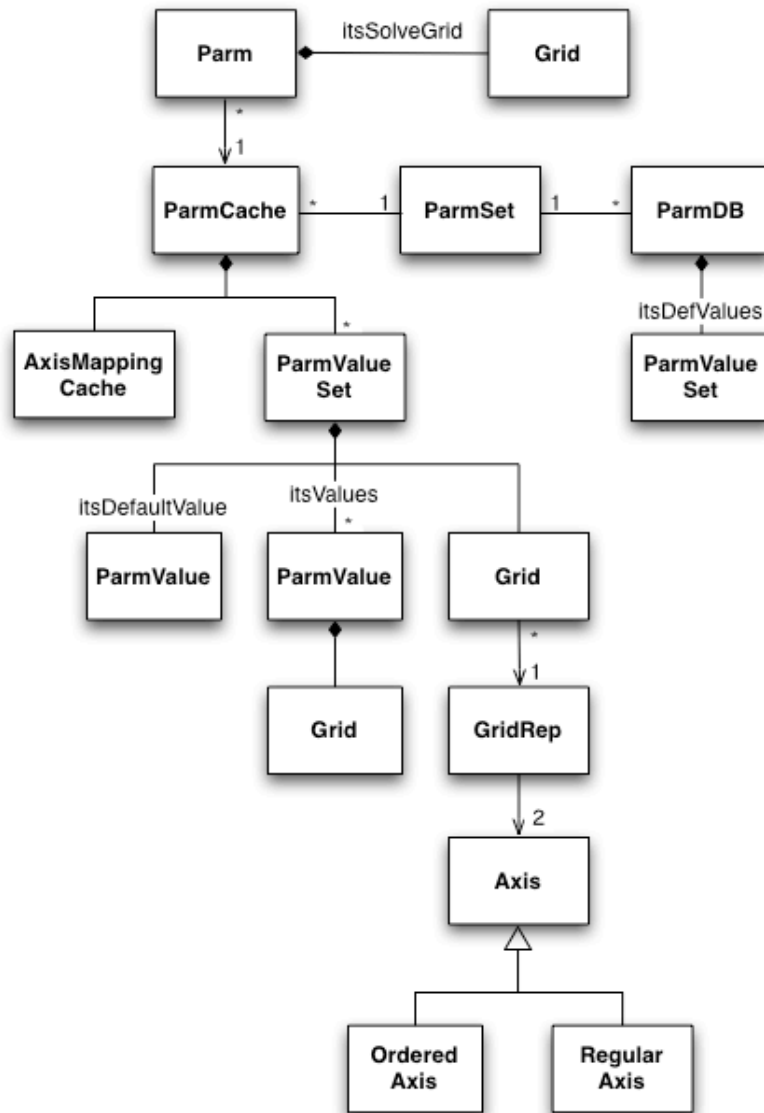 itsSolveGrid
Parm
Grid
*
1
ParmCache
*
1
ParmSet
1
*
ParmDB
itsDefValues
*
AxisMapping
Cache
ParmValue
Set
ParmValue
Set
itsDefaultValue
itsValues
*
ParmValue
ParmValue
Grid
*
1
Grid
GridRep
2
Axis
Ordered
Axis
Regular
Axis